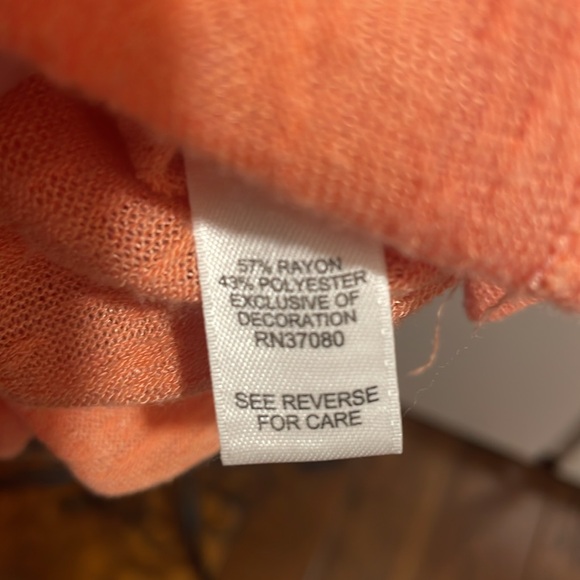 57% RAYON
43% POLYESTER
EXCLUSIVE OF
DECORATION
RN37080
SEE REVERSE
FOR CARE